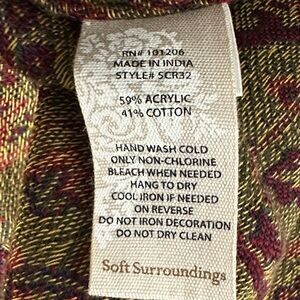 RN# 101206
MADE IN INDIA
STYLE# SCR32
59% ACRYLIC
41% COTTON
HAND WASH COLD
ONLY NON-CHLORINE
BLEACH WHEN NEEDED
HANG TO DRY
COOL IRON IF NEEDED
ON REVERSE
DO NOT IRON DECORATION
DO NOT DRY CLEAN
Soft Surroundings